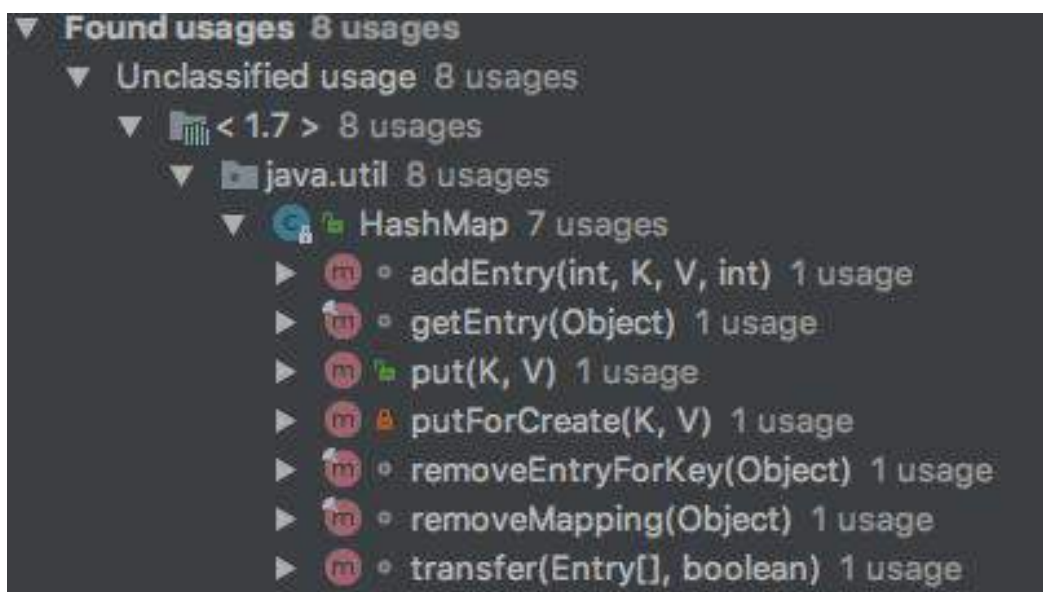 Found usages 8 usages
Unclassified usage 8 usages
< 1.7 > 8 usages
java.util 8 usages
HashMap 7 usages
addEntry(int, K, V, int) 1 usage
getEntry(Object) 1 usage
put(K, V) 1 usage
putForCreate(K, V) 1 usage
removeEntryForKey(Object) 1 usage
removeMapping(Object) 1 usage
transfer(Entry[], boolean) 1 usage